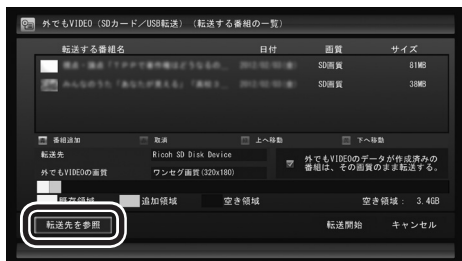 外でもVIDEO（SDカード／USB転送）（転送する番組の一覧）
転送する番組名 日付 画質 サイズ
SD画質 81MB
SD画質 38MB
番組追加 取消 上へ移動 下へ移動
転送先 Ricoh SD Disk Device
外でもVIDEOの画質 ワンセグ画質(320x180)
外でもVIDEOのデータが作成済みの
番組は、その画質のまま転送する。
既存領域 追加領域 空き領域 空き領域： 3.4GB
転送先を参照 転送開始 キャンセル